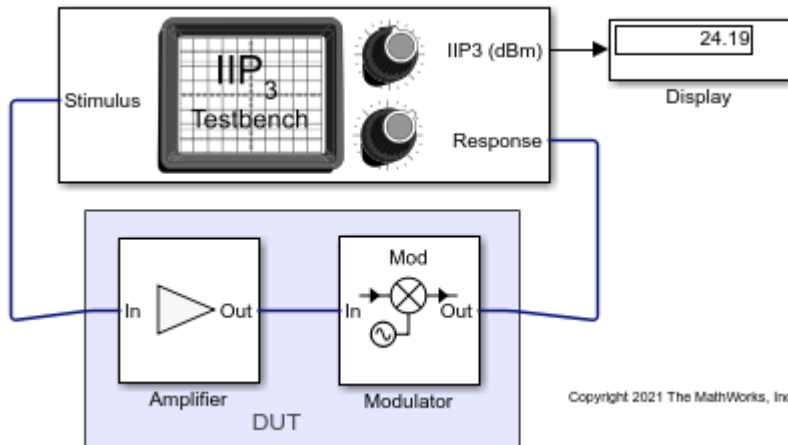 IIP3 (dBm)
24.19
Display
Stimulus
IIP3
Testbench
Response
Mod
In
Out
In
Out
Amplifier
Modulator
DUT
Copyright 2021 The MathWorks, Inc